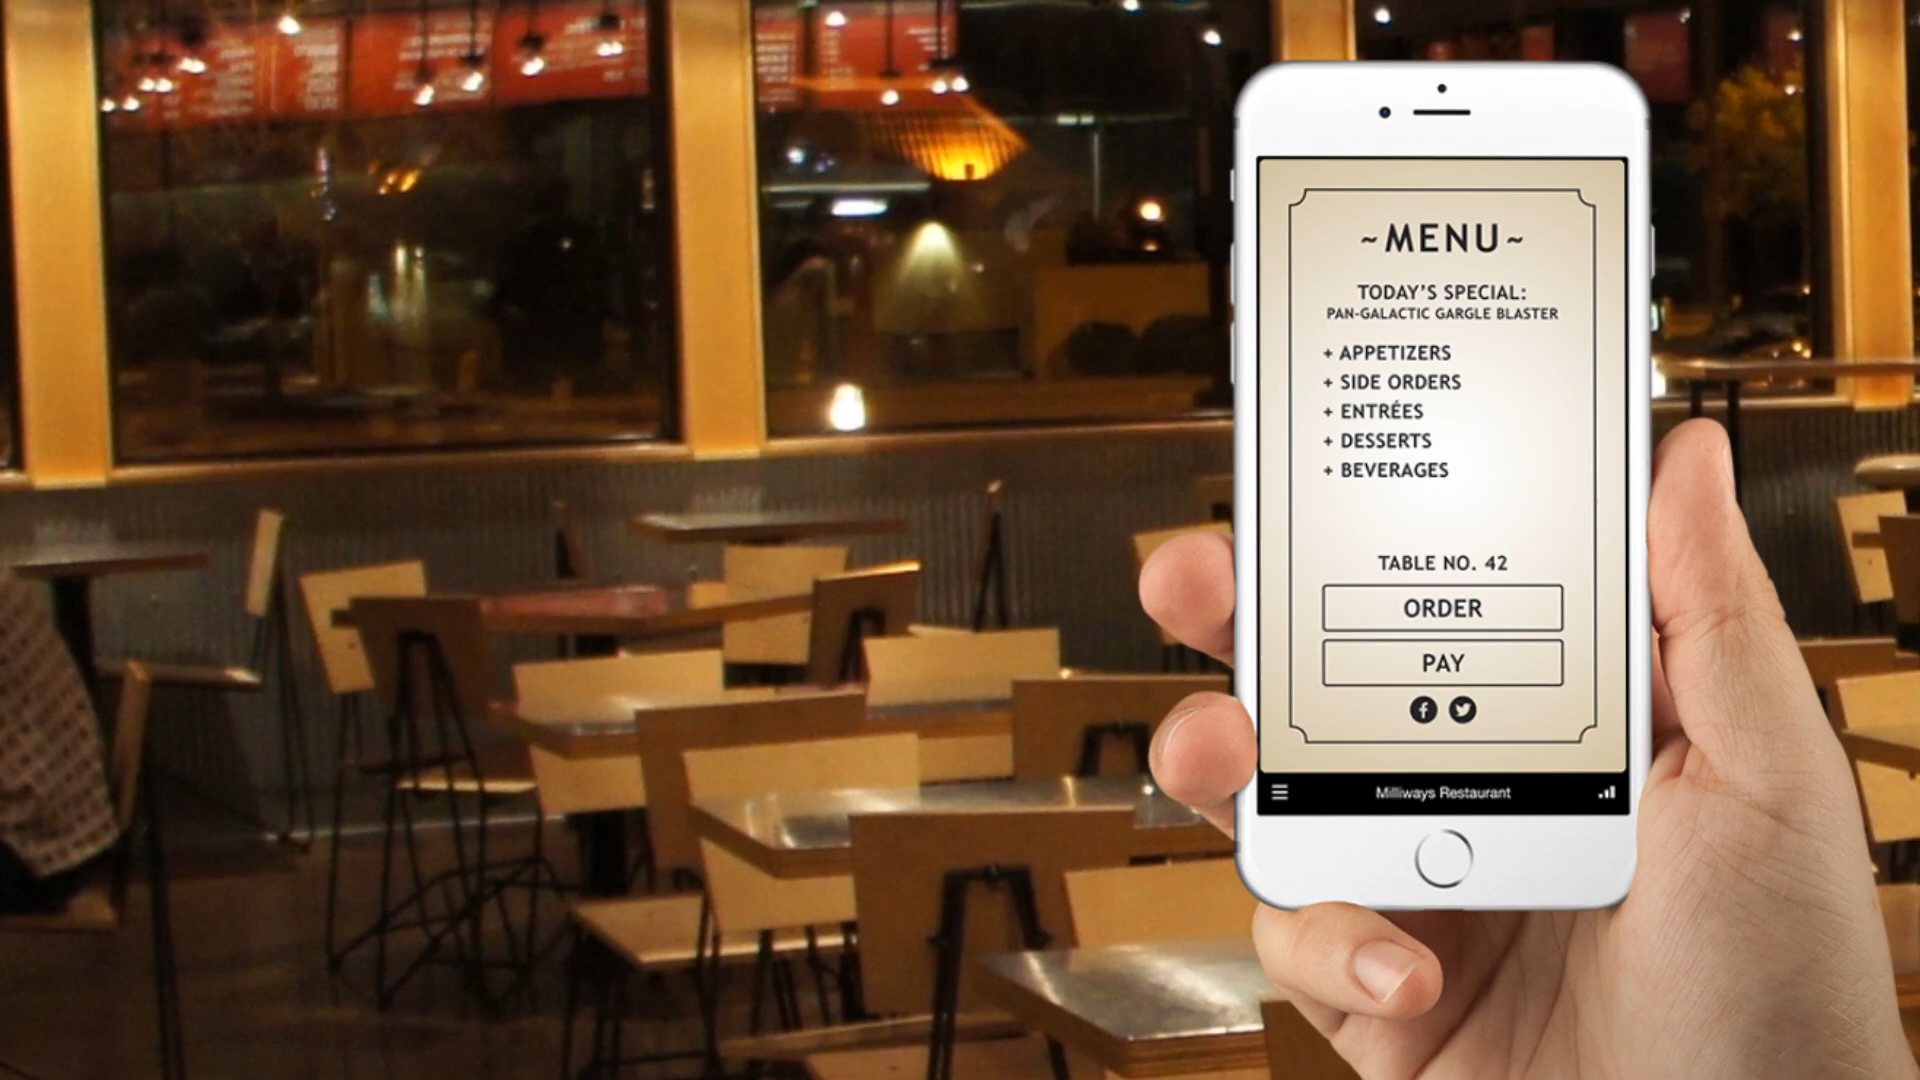 ~MENU~
TODAY'S SPECIAL:
PAN-GALACTIC GARGLE BLASTER
+ APPETIZERS
+ SIDE ORDERS
+ ENTRÉES
+ DESSERTS
+ BEVERAGES
TABLE NO. 42
ORDER
PAY
Milliways Restaurant